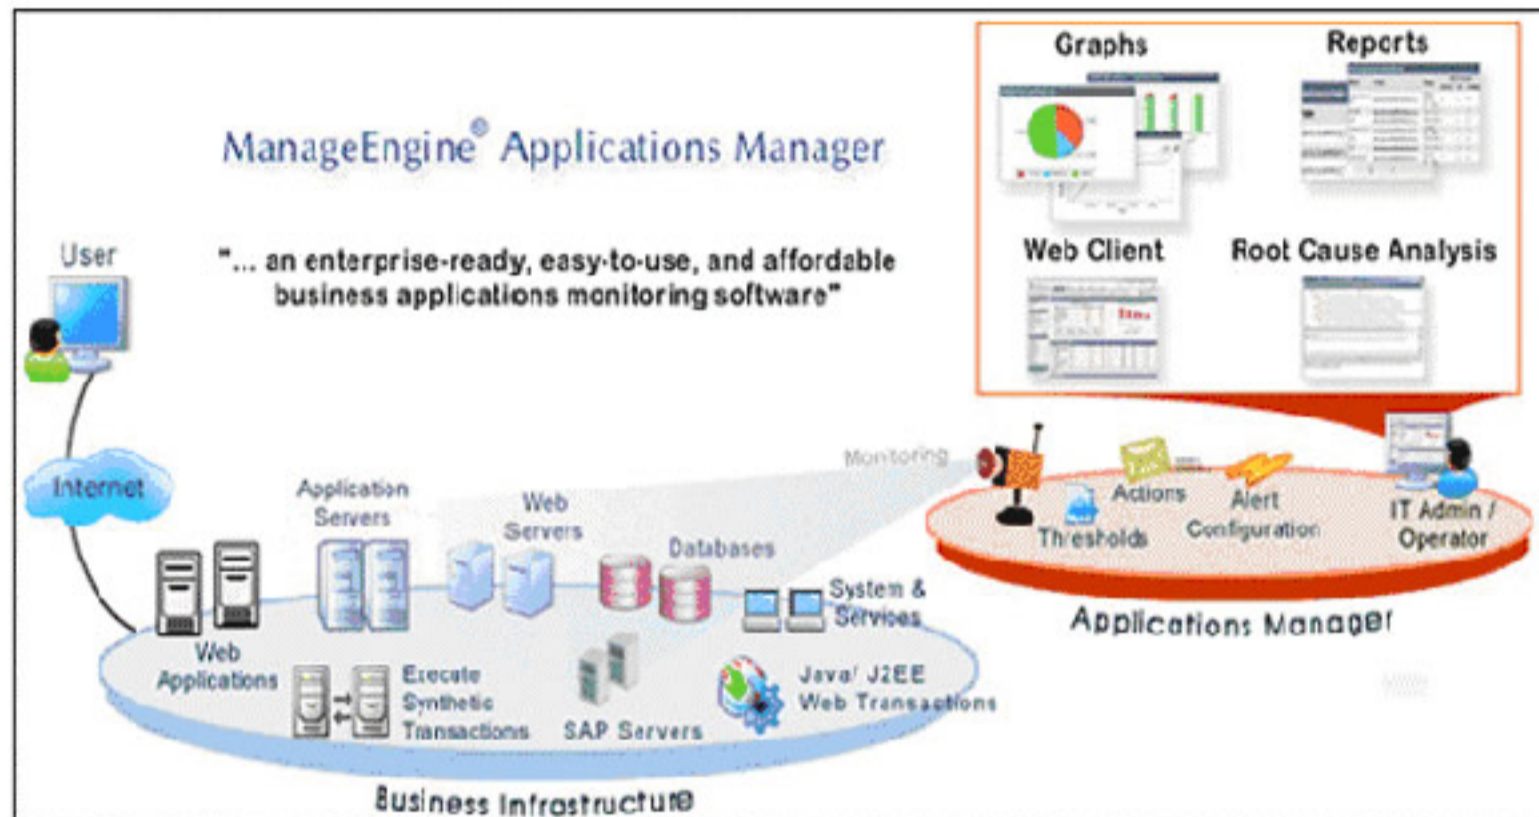 ManageEngine® Applications Manager
"... an enterprise-ready, easy-to-use, and affordable
business applications monitoring software"
User
Internet
Graphs
Reports
Web Client
Root Cause Analysis
Monitoring
Thresholds
Actions
Alert
Configuration
IT Admin /
Operator
Applications Manager
Application
Servers
Web
Servers
Databases
System &
Services
Web
Applications
Execute
Synthetic
Transactions
SAP Servers
Java/ J2EE
Web Transactions
Business Infrastructure